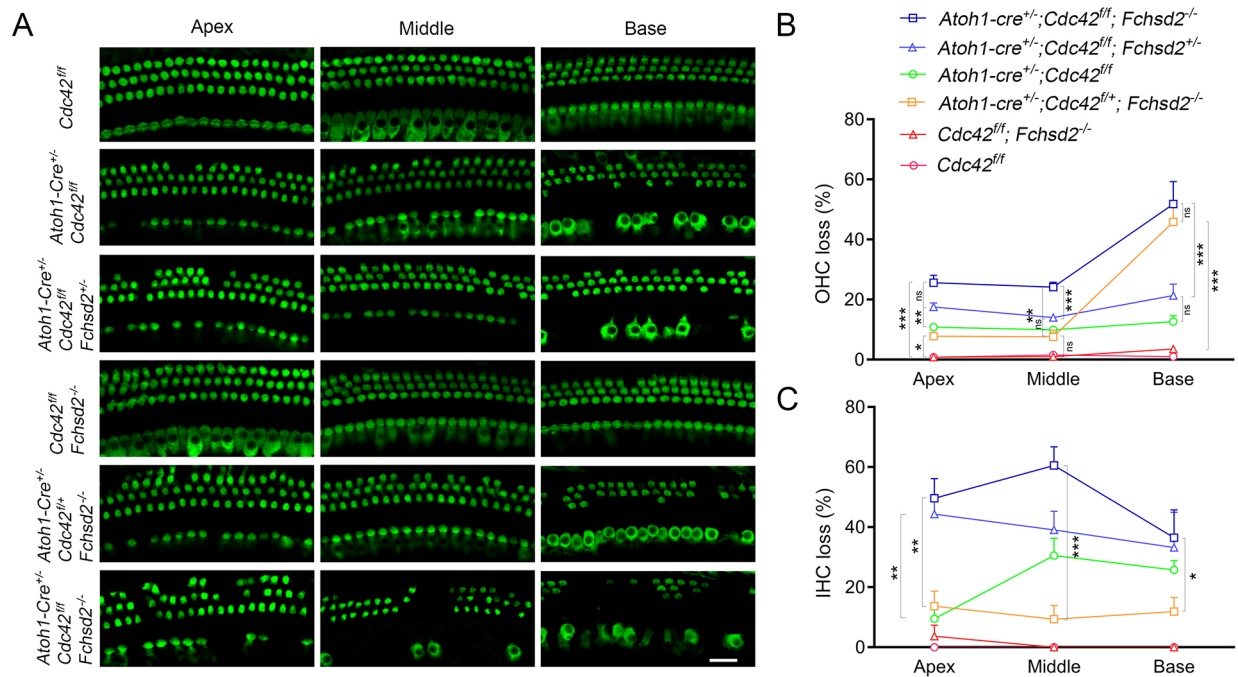 A
Apex
Middle
Base
Cdc42f/f
Atoh1-Cre+/-
Cdc42f/f
Atoh1-Cre+/-
Cdc42f/f
Fchsd2+/-
Cdc42f/f
Fchsd2-/-
Atoh1-Cre+/-
Cdc42f/+
Fchsd2-/-
Atoh1-Cre+/-
Cdc42f/f
Fchsd2-/-
B
Atoh1-cre+/-;Cdc42f/f; Fchsd2-/-
Atoh1-cre+/-;Cdc42f/f; Fchsd2+/-
Atoh1-cre+/-;Cdc42f/f
Atoh1-cre+/-;Cdc42f/+; Fchsd2-/-
Cdc42f/f; Fchsd2-/-
Cdc42f/f
OHC loss (%)
80
60
40
20
0
***
ns
**
*
**
ns
***
ns
ns
***
ns
***
Apex
Middle
Base
C
IHC loss (%)
80
60
40
20
0
**
**
***
*
Apex
Middle
Base